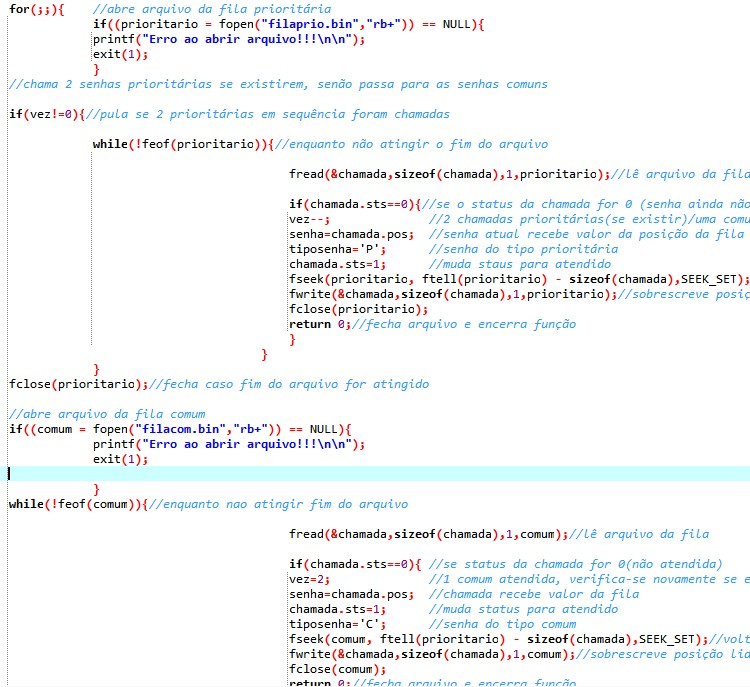 for(;;){ //abre arquivo da fila prioritária
if((prioritario = fopen("filaprio.bin","rb+")) == NULL){
printf("Erro ao abrir arquivo!!!\n\n");
exit(1);
}
//chama 2 senhas prioritárias se existirem, senão passa para as senhas comuns
if(vez!=0){//pula se 2 prioritárias em sequência foram chamadas
while(!feof(prioritario)){//enquanto não atingir o fim do arquivo
fread(&chamada,sizeof(chamada),1,prioritario);//lê arquivo da fila
if(chamada.sts==0){//se o status da chamada for 0 (senha ainda não
vez--; //2 chamadas prioritárias(se existir)/uma comu
senha=chamada.pos; //senha atual recebe valor da posição da fila
tiposenha='P'; //senha do tipo prioritária
chamada.sts=1; //muda staus para atendido
fseek(prioritario, ftell(prioritario) - sizeof(chamada),SEEK_SET);
fwrite(&chamada,sizeof(chamada),1,prioritario);//sobrescreve posiç
fclose(prioritario);
return 0;//fecha arquivo e encerra função
}
}
}
fclose(prioritario);//fecha caso fim do arquivo for atingido
//abre arquivo da fila comum
if((comum = fopen("filacom.bin","rb+")) == NULL){
printf("Erro ao abrir arquivo!!!\n\n");
exit(1);
}
while(!feof(comum)){//enquanto nao atingir fim do arquivo
fread(&chamada,sizeof(chamada),1,comum);//lê arquivo da fila
if(chamada.sts==0){ //se status da chamada for 0(não atendida)
vez=2; //1 comum atendida, verifica-se novamente se e
senha=chamada.pos; //chamada recebe valor da fila
chamada.sts=1; //muda status para atendido
tiposenha='C'; //senha do tipo comum
fseek(comum, ftell(prioritario) - sizeof(chamada),SEEK_SET);//volt
fwrite(&chamada,sizeof(chamada),1,comum);//sobrescreve posição lid
fclose(comum);
return 0;//fecha arquivo e encerra função